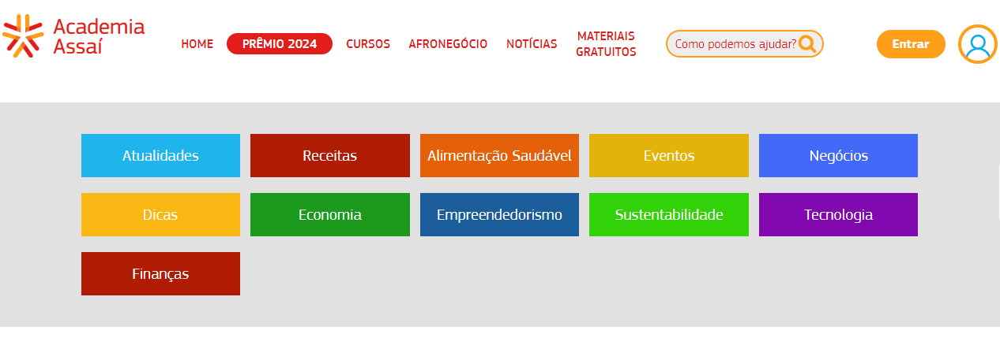 Academia
Assaí
HOME
PRÊMIO 2024
CURSOS
AFRONEGÓCIO
NOTÍCIAS
MATERIAIS
GRATUITOS
Como podemos ajudar?
Entrar
Atualidades
Receitas
Alimentação Saudável
Eventos
Negócios
Dicas
Economia
Empreendedorismo
Sustentabilidade
Tecnologia
Finanças